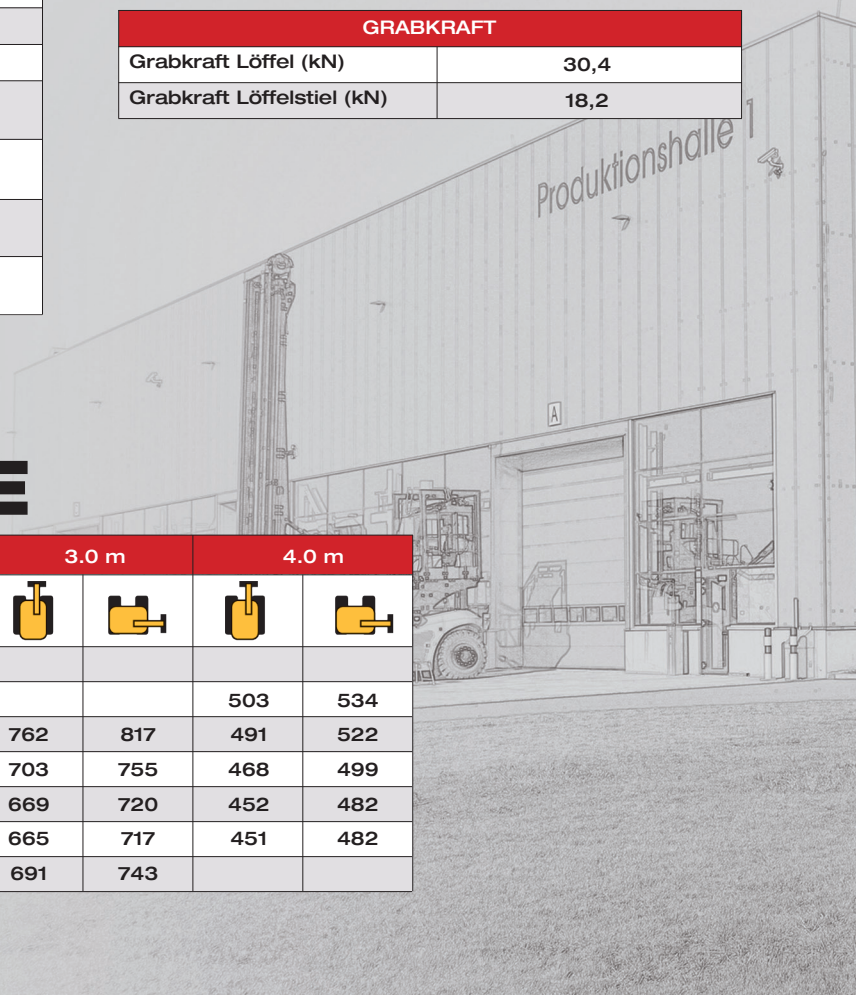 GRABKRAFT
Grabkraft Löffel (kN) 30,4
Grabkraft Löffelstiel (kN) 18,2
Produktionshalle 1
A
E
3.0 m 4.0 m
503 534
762 817 491 522
703 755 468 499
669 720 452 482
665 717 451 482
691 743